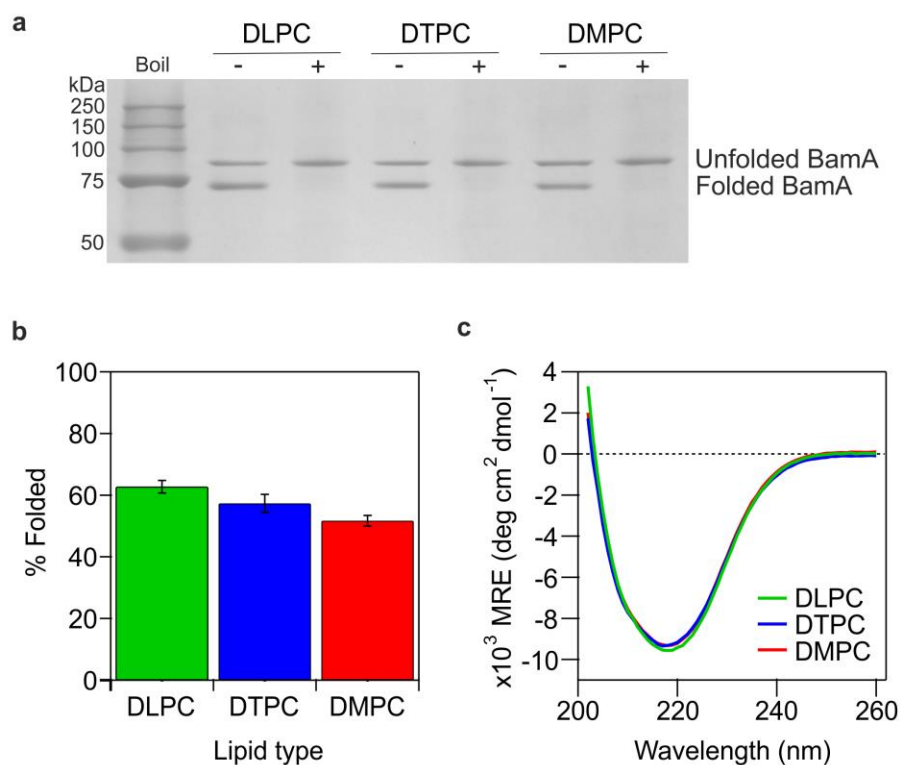 a
DLPC DTPC DMPC
Boil - + - + - +
kDa
250
150
100
75
50
Unfolded BamA
Folded BamA
b
% Folded
100
80
60
40
20
0
DLPC DTPC DMPC
Lipid type
c
x10³ MRE (deg cm² dmol⁻¹)
4
2
0
-2
-4
-6
-8
-10
DLPC
DTPC
DMPC
200 220 240 260
Wavelength (nm)